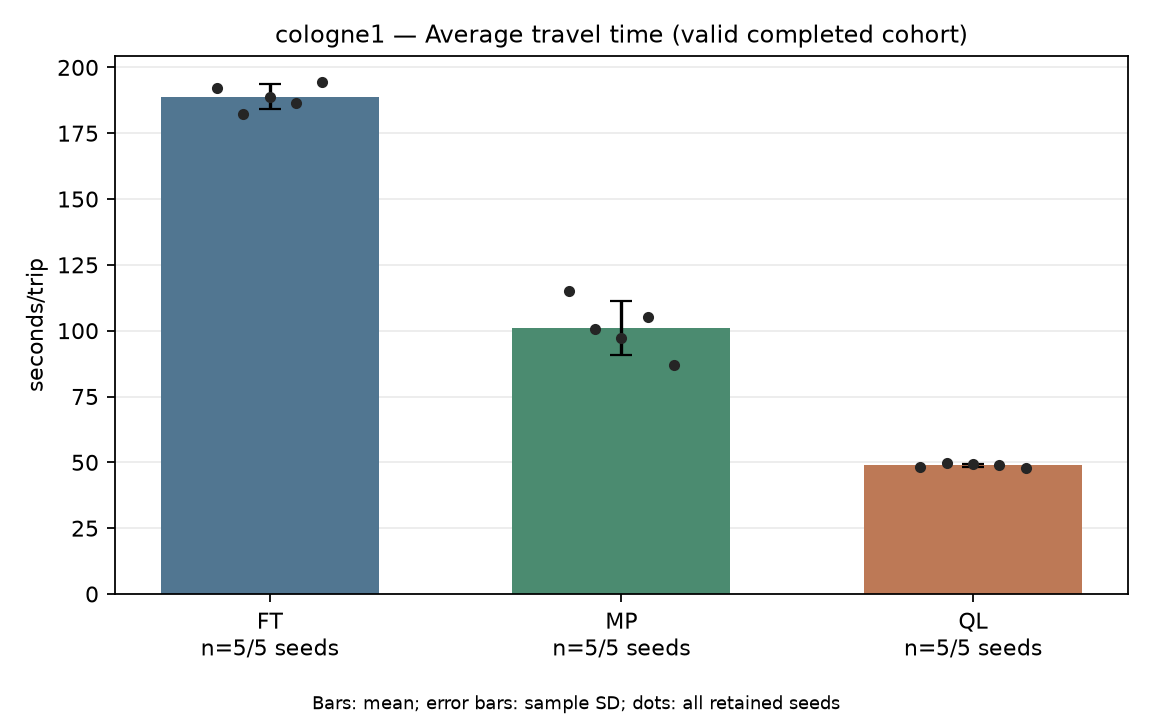 cologne1 — Average travel time (valid completed cohort)
seconds/trip
200
175
150
125
100
75
50
25
0
FT
n=5/5 seeds
MP
n=5/5 seeds
QL
n=5/5 seeds
Bars: mean; error bars: sample SD; dots: all retained seeds